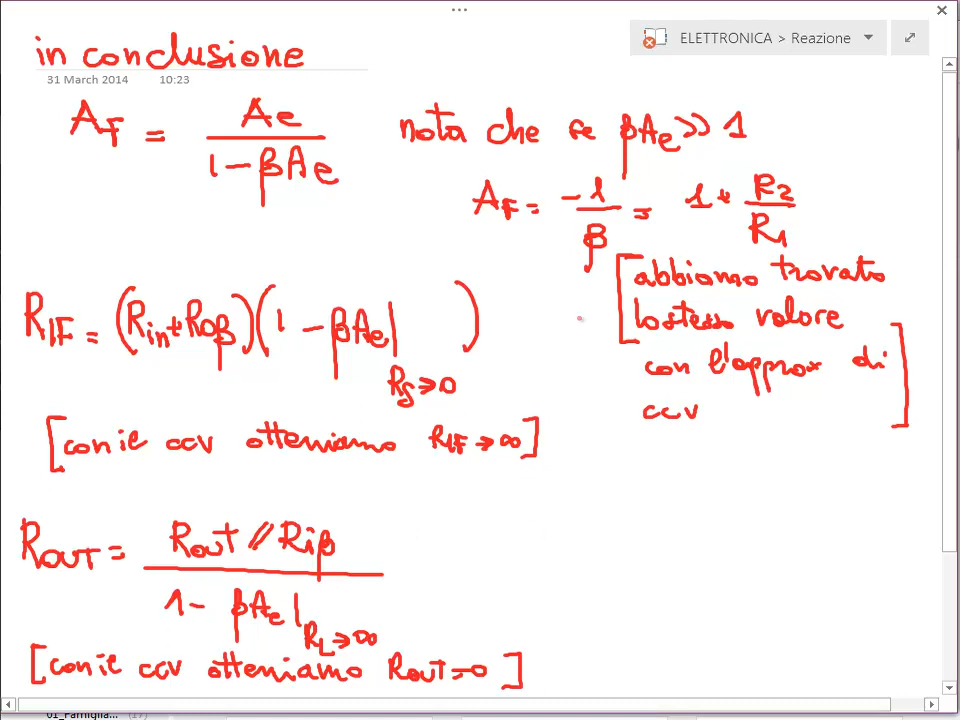 ELETTRONICA > Reazione
in conclusione
31 March 2014 10:23
AF = Ae / (1 - βAe) nota che se βAe >> 1
AF = -1/β = 1 + R2/R1
[abbiamo trovato
lo stesso valore
con l'approx di
ccv]
RIF = (Rin + Roβ)(1 - βAe|Rs→0)
[con il ccv otteniamo RIF → ∞]
ROUT = Rout // Riβ / (1 - βAe|RL→∞)
[con il ccv otteniamo ROUT = 0]
01_Famiglia... (17)